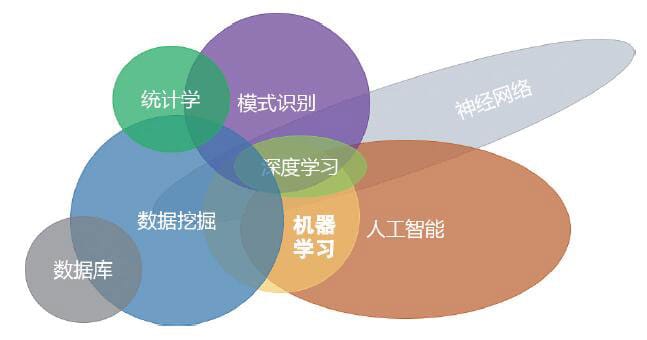 统计学
模式识别
神经网络
深度学习
数据挖掘
机器
学习
人工智能
数据库